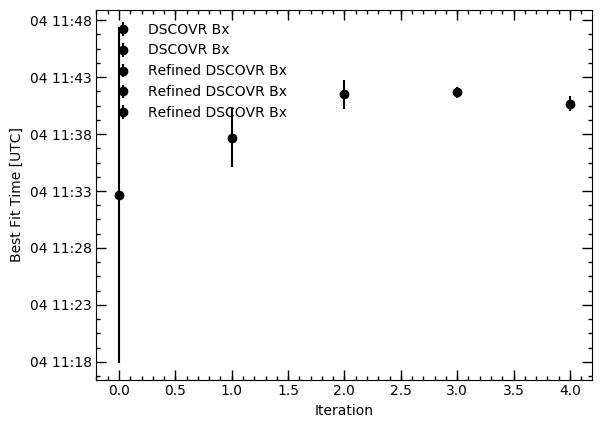 04 11:48
04 11:43
04 11:38
04 11:33
04 11:28
04 11:23
04 11:18
Best Fit Time [UTC]
DSCOVR Bx
DSCOVR Bx
Refined DSCOVR Bx
Refined DSCOVR Bx
Refined DSCOVR Bx
0.0 0.5 1.0 1.5 2.0 2.5 3.0 3.5 4.0
Iteration